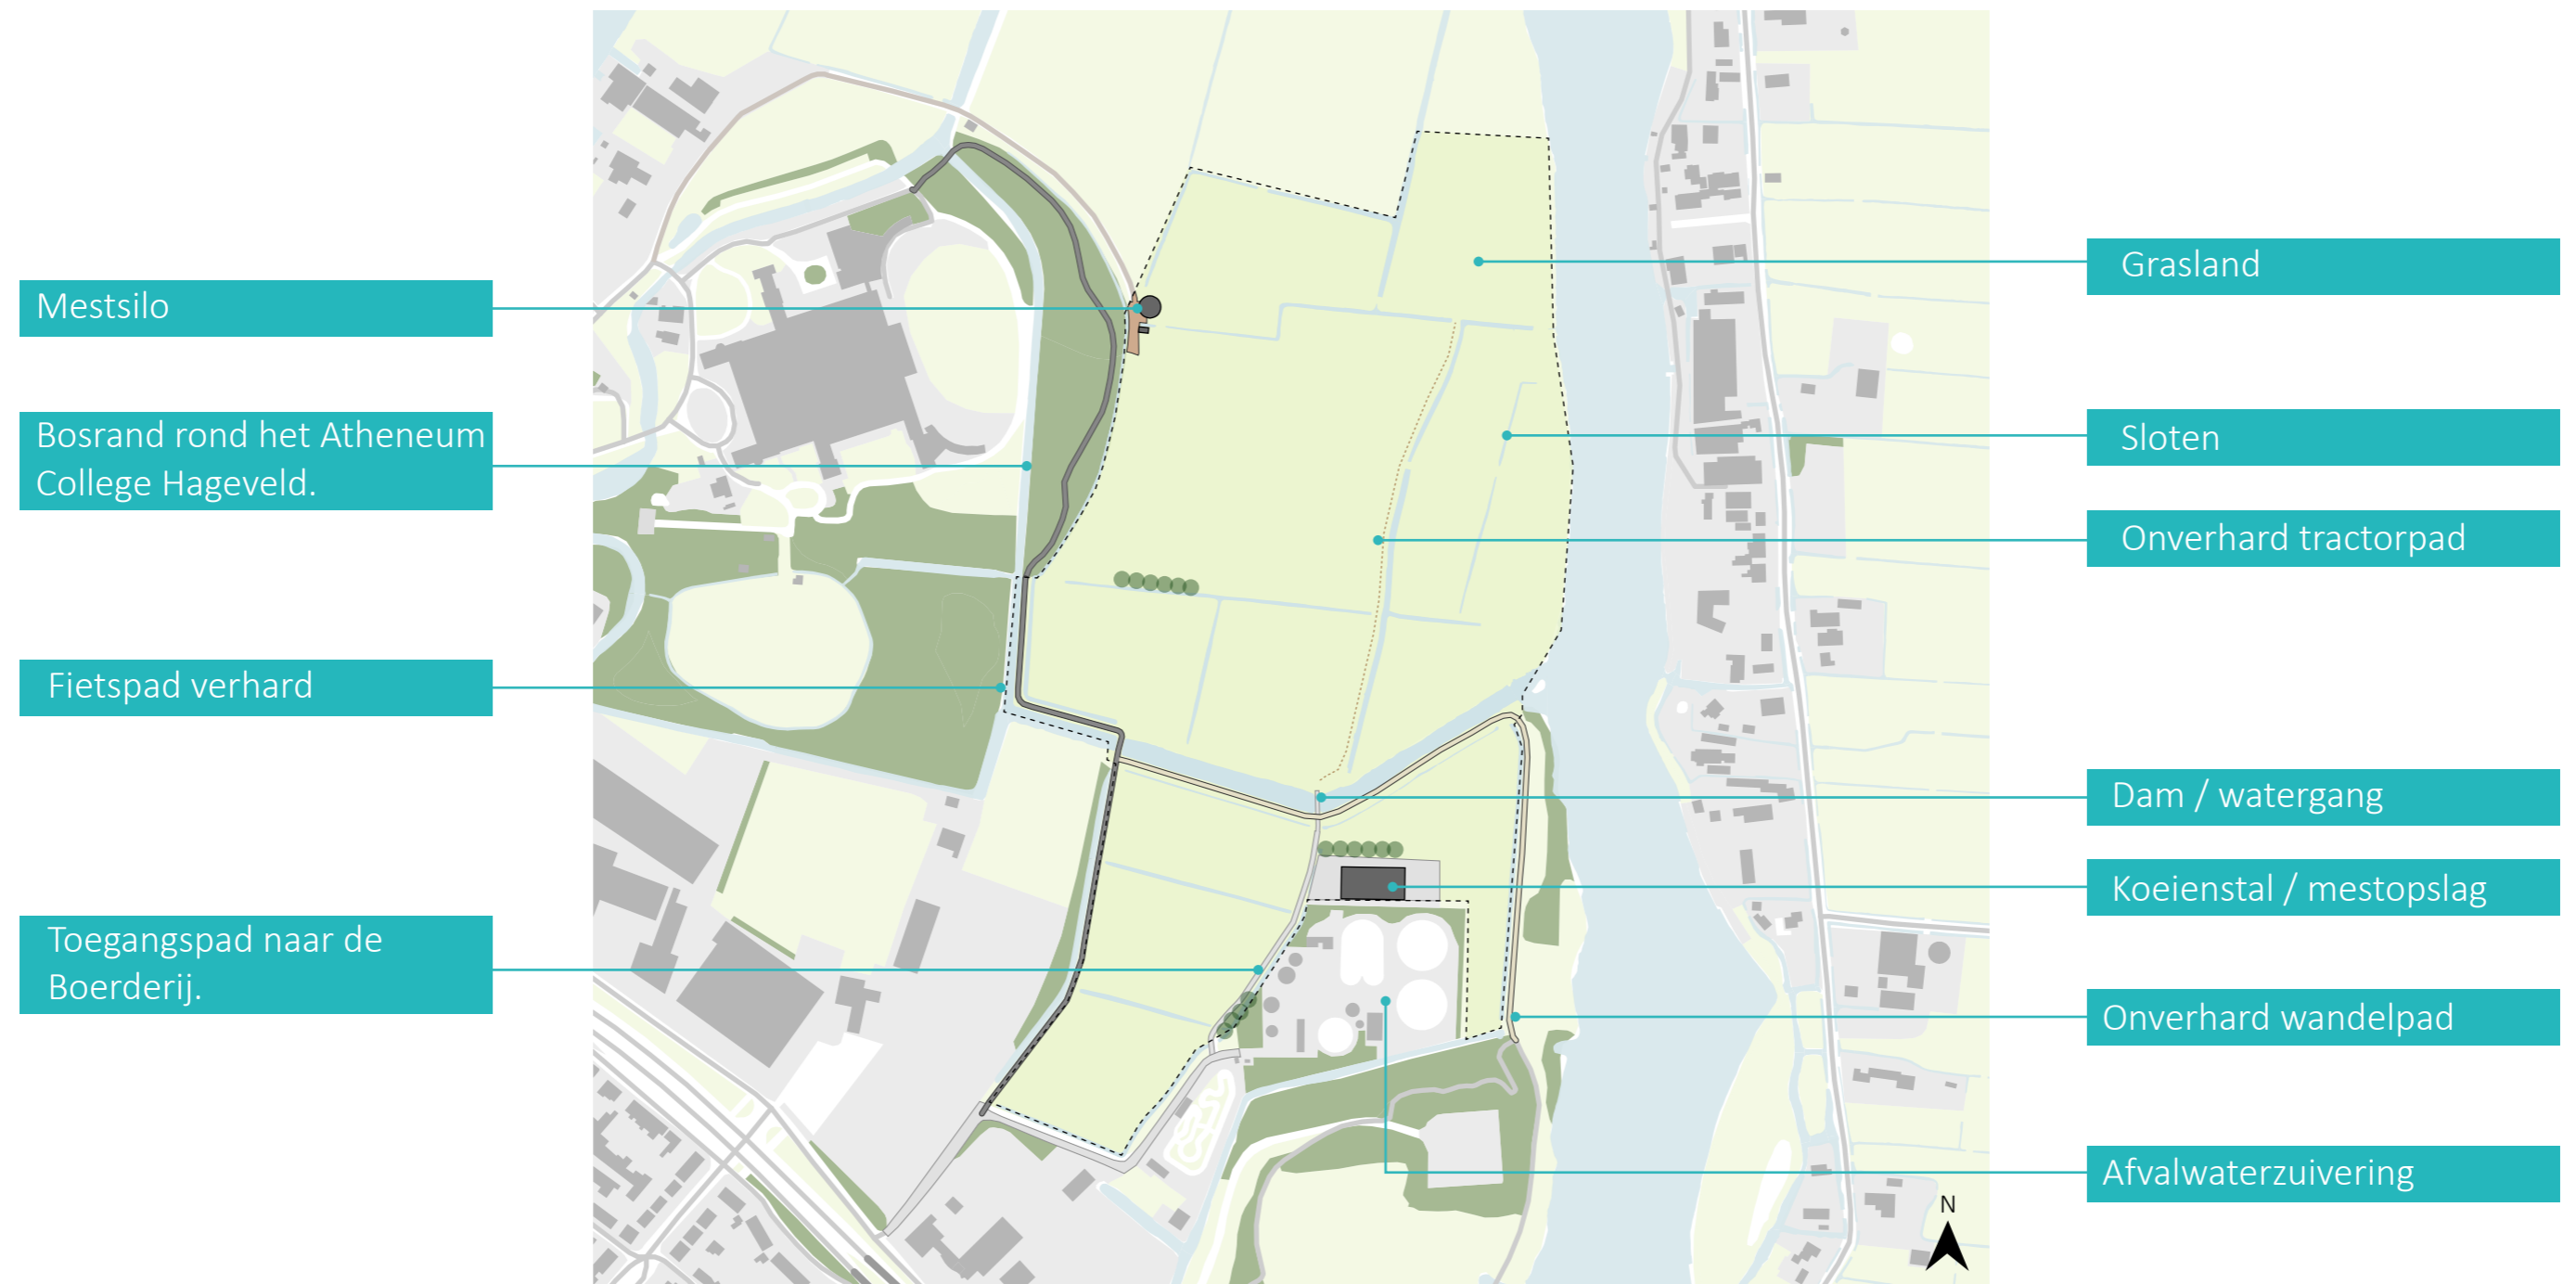 Mestsilo
Bosrand rond het Atheneum
College Hageveld.
Fietspad verhard
Toegangspad naar de
Boerderij.
Grasland
Sloten
Onverhard tractorpad
Dam / watergang
Koeienstal / mestopslag
Onverhard wandelpad
Afvalwaterzuivering
N